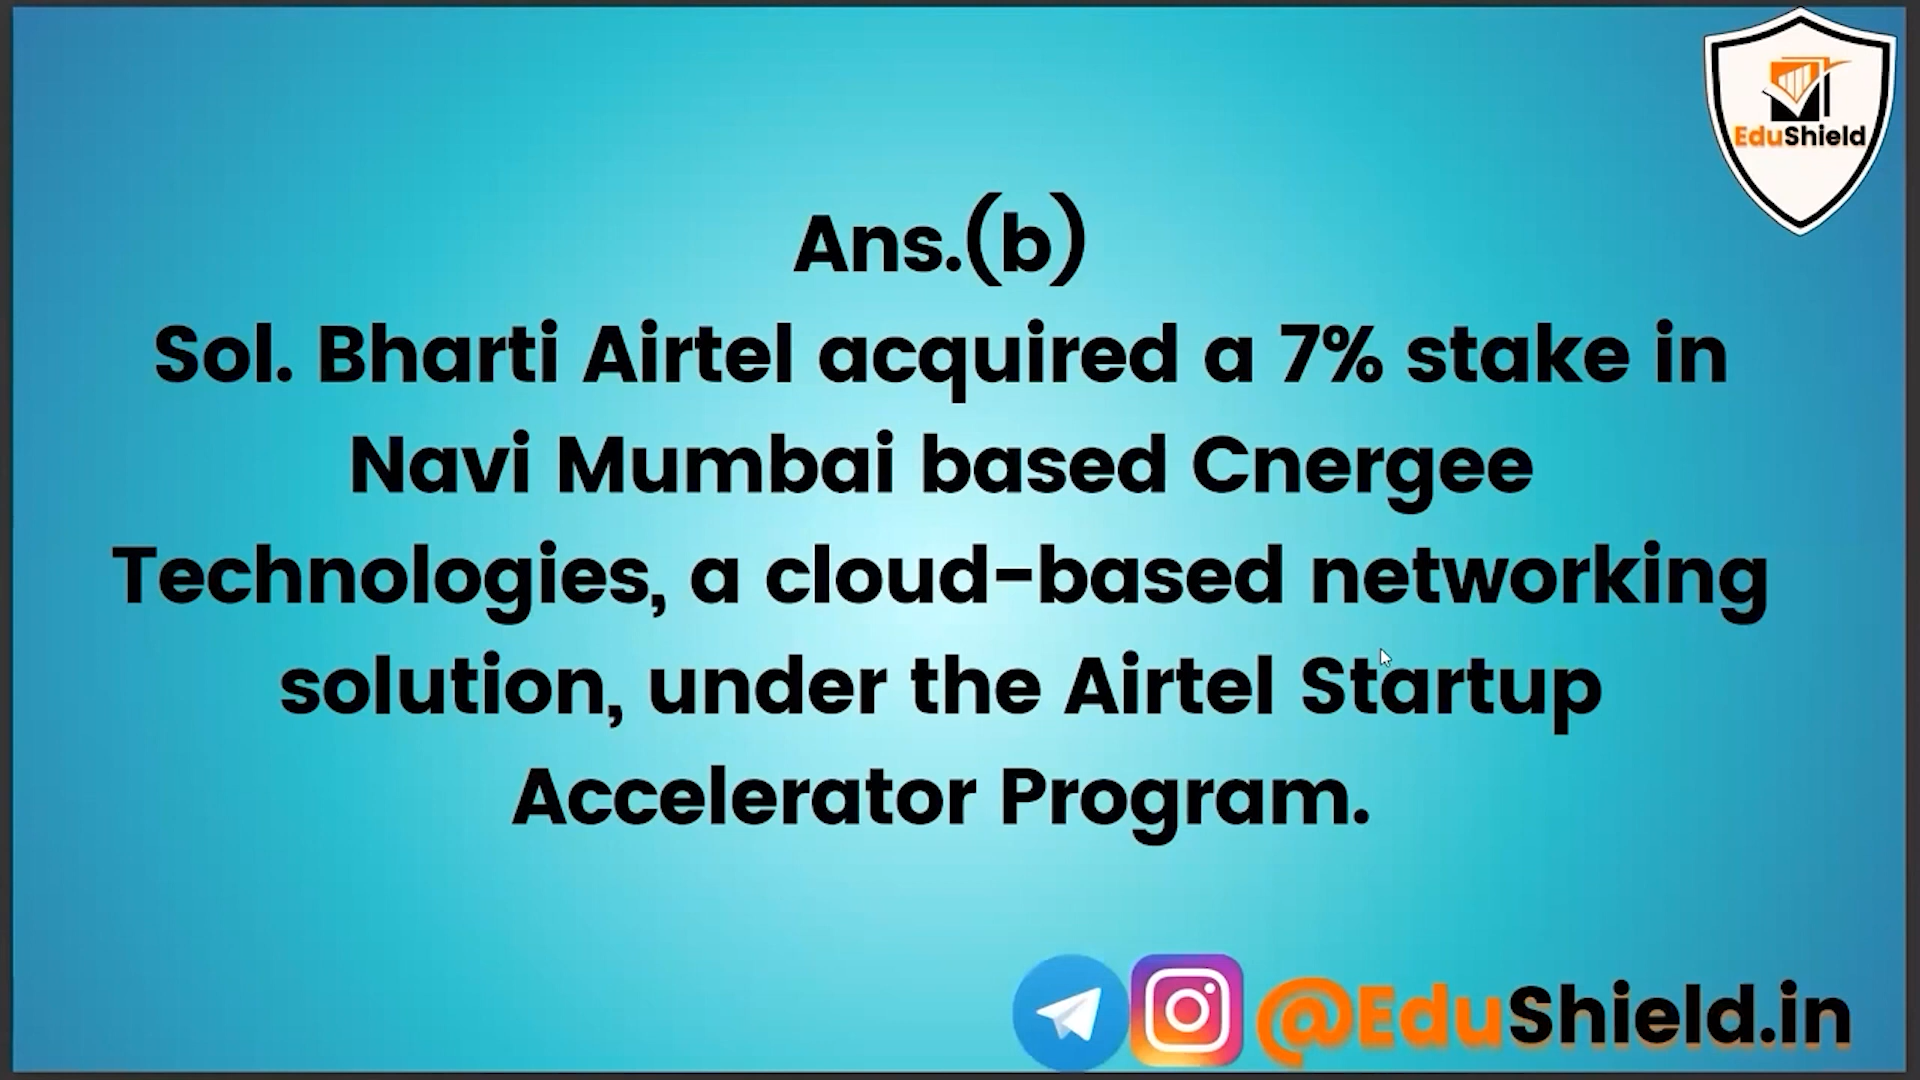 EduShield
Ans.(b)
Sol. Bharti Airtel acquired a 7% stake in
Navi Mumbai based Cnergee
Technologies, a cloud-based networking
solution, under the Airtel Startup
Accelerator Program.
@EduShield.in